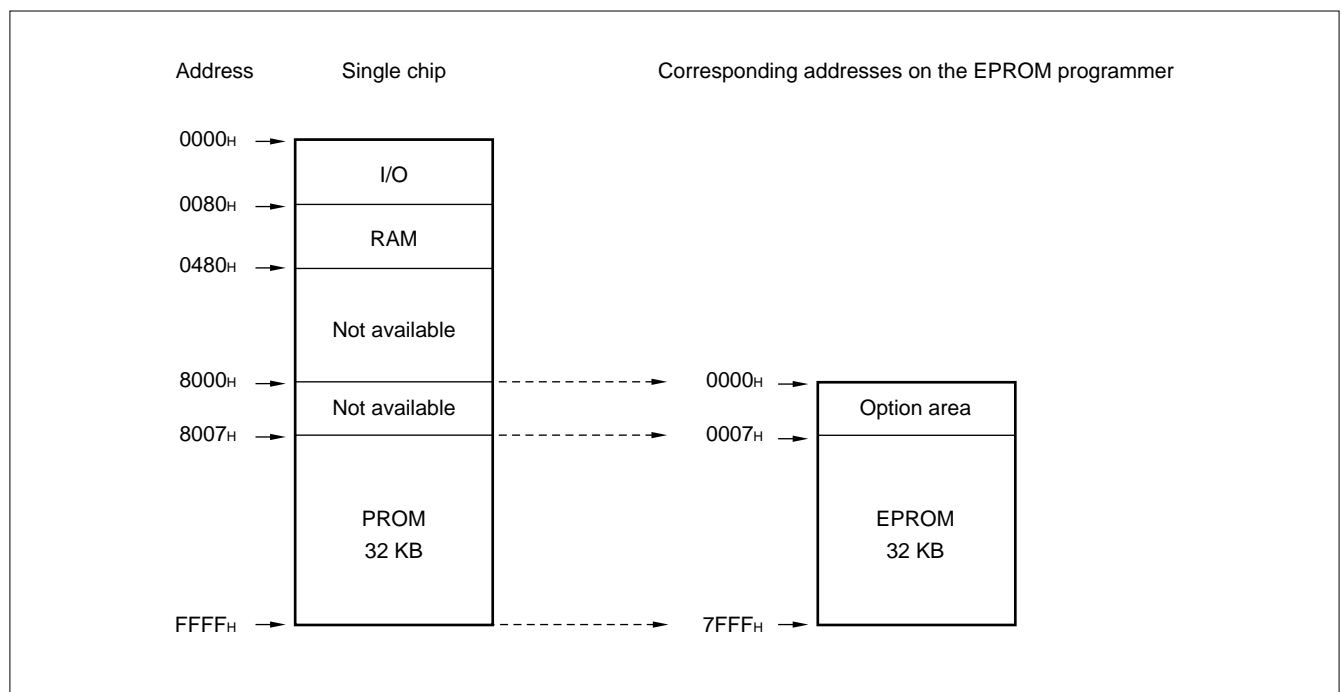 Address Single chip Corresponding addresses on the EPROM programmer
0000H
I/O
0080H
RAM
0480H
Not available
8000H 0000H
Not available Option area
8007H 0007H
PROM EPROM
32 KB 32 KB
FFFFH 7FFFH